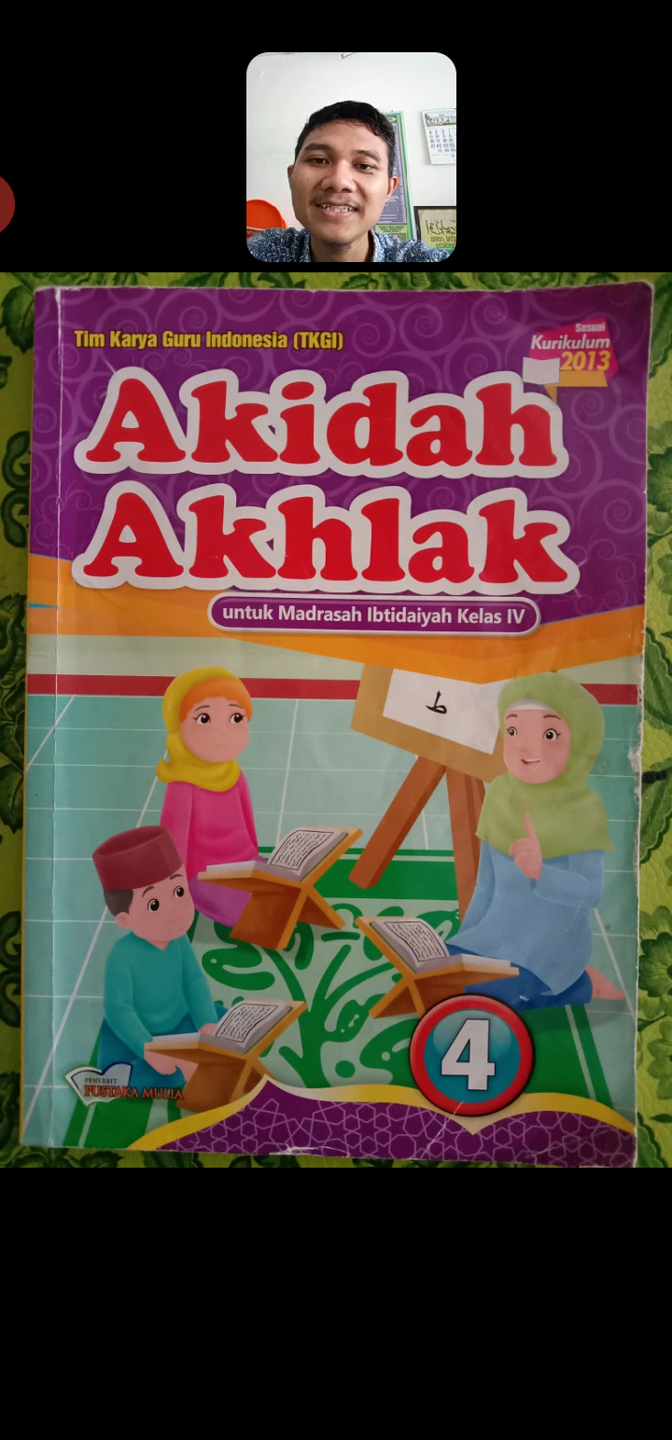 Tim Karya Guru Indonesia (TKGI)
Sesuai
Kurikulum
2013
Akidah
Akhlak
untuk Madrasah Ibtidaiyah Kelas IV
ط
4
PENERBIT
PUSTAKA MULIA